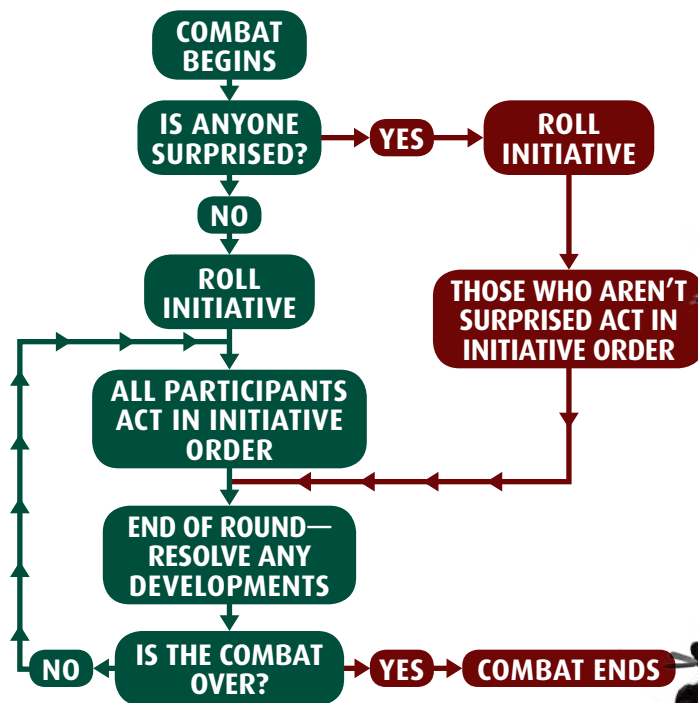 COMBAT
BEGINS
IS ANYONE
SURPRISED?
YES
ROLL
INITIATIVE
NO
ROLL
INITIATIVE
THOSE WHO AREN'T
SURPRISED ACT IN
INITIATIVE ORDER
ALL PARTICIPANTS
ACT IN INITIATIVE
ORDER
END OF ROUND—
RESOLVE ANY
DEVELOPMENTS
IS THE COMBAT
OVER?
NO
YES
COMBAT ENDS